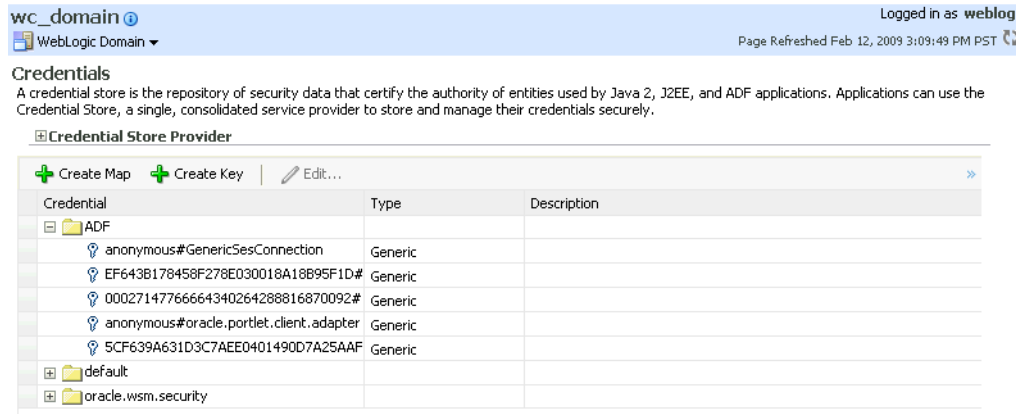 wc_domain
Logged in as weblog
WebLogic Domain
Page Refreshed Feb 12, 2009 3:09:49 PM PST
Credentials
A credential store is the repository of security data that certify the authority of entities used by Java 2, J2EE, and ADF applications. Applications can use the
Credential Store, a single, consolidated service provider to store and manage their credentials securely.
Credential Store Provider
Create Map Create Key Edit... »
Credential Type Description
ADF
anonymous#GenericSesConnection Generic
EF643B178458F278E030018A18B95F1D# Generic
00027147766664340264288816870092# Generic
anonymous#oracle.portlet.client.adapter Generic
5CF639A631D3C7AEE0401490D7A25AAF Generic
default
oracle.wsm.security